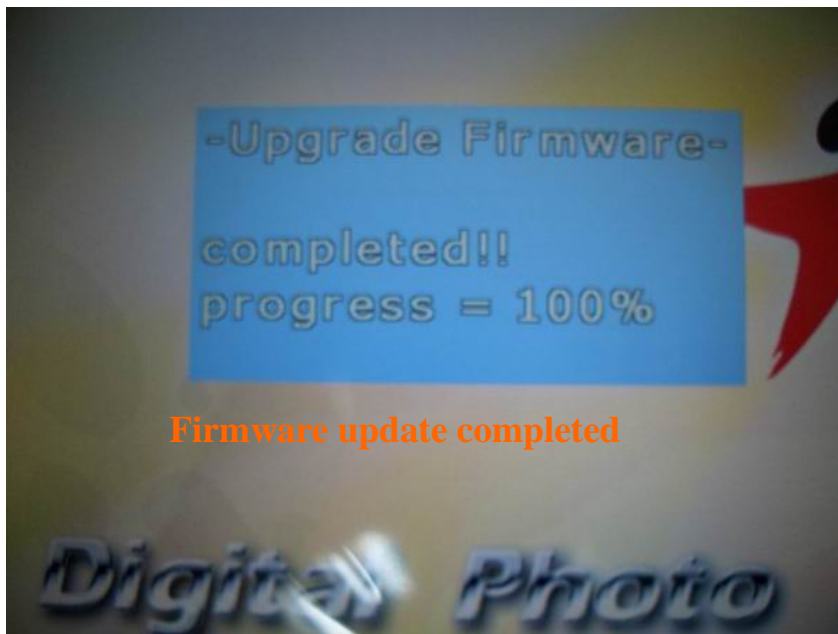 -Upgrade Firmware-
completed!!
progress = 100%
Firmware update completed
Digital Photo